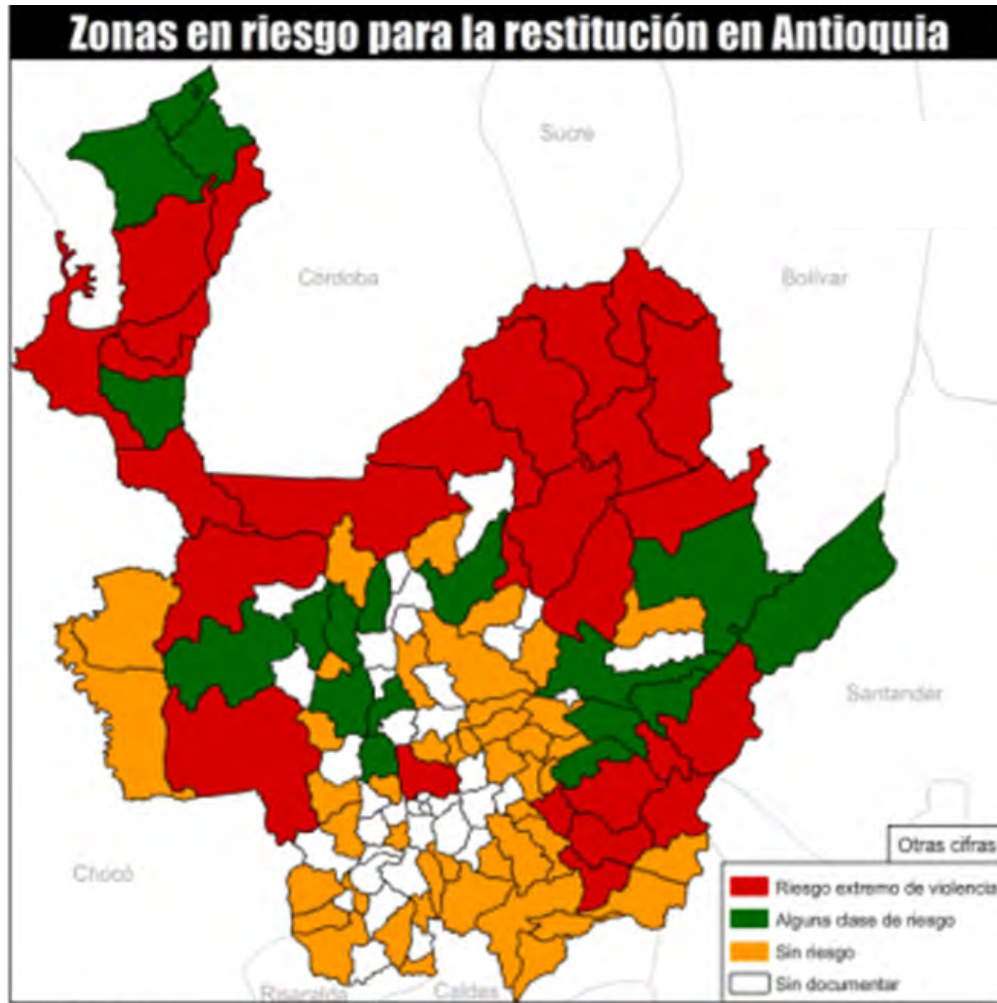 Zonas en riesgo para la restitución en Antioquia
Sucre
Córdoba
Bolívar
Santander
Chocó
Risaralda
Caldas
Otras cifras
Riesgo extremo de violencia
Alguna clase de riesgo
Sin riesgo
Sin documentar